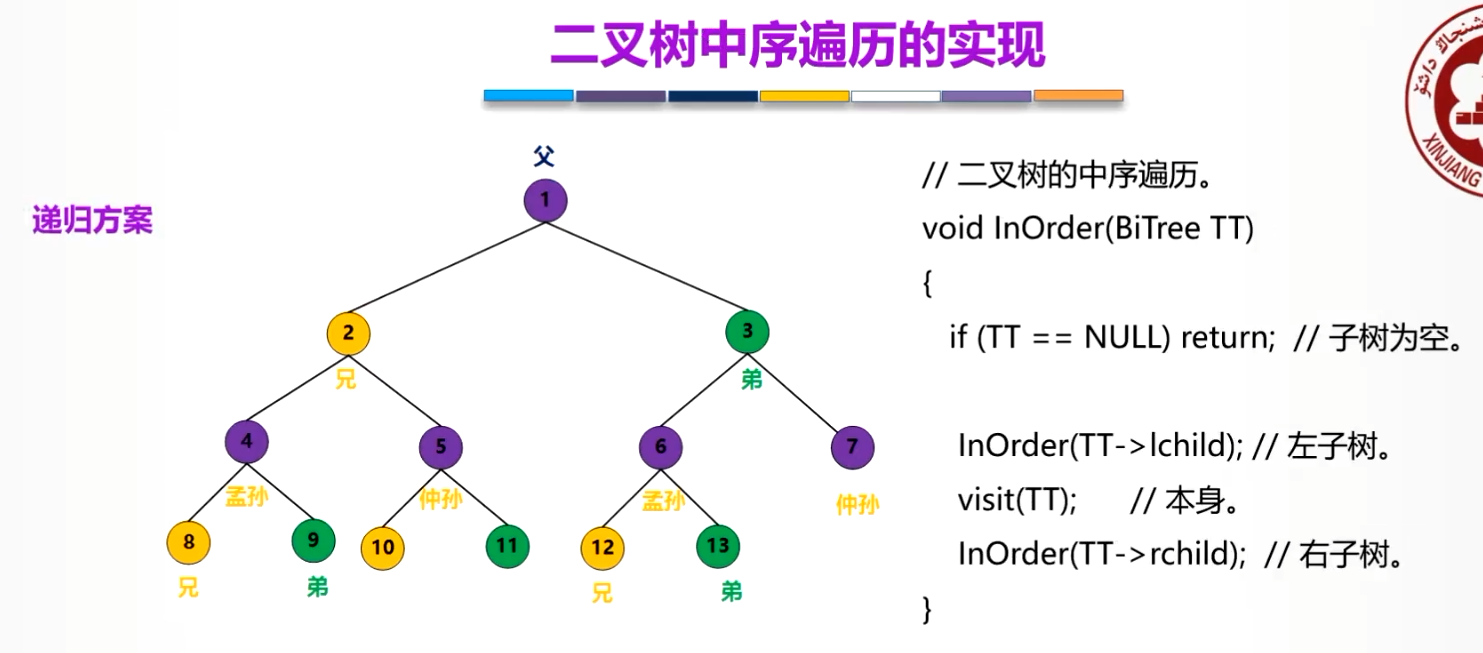 二叉树中序遍历的实现
递归方案
父
1
2
3
兄
弟
4
5
6
7
孟孙
仲孙
孟孙
仲孙
8
9
10
11
12
13
兄
弟
兄
弟
// 二叉树的中序遍历。
void InOrder(BiTree TT)
{
if (TT == NULL) return; // 子树为空。
InOrder(TT->lchild); // 左子树。
visit(TT); // 本身。
InOrder(TT->rchild); // 右子树。
}
XINJIANG